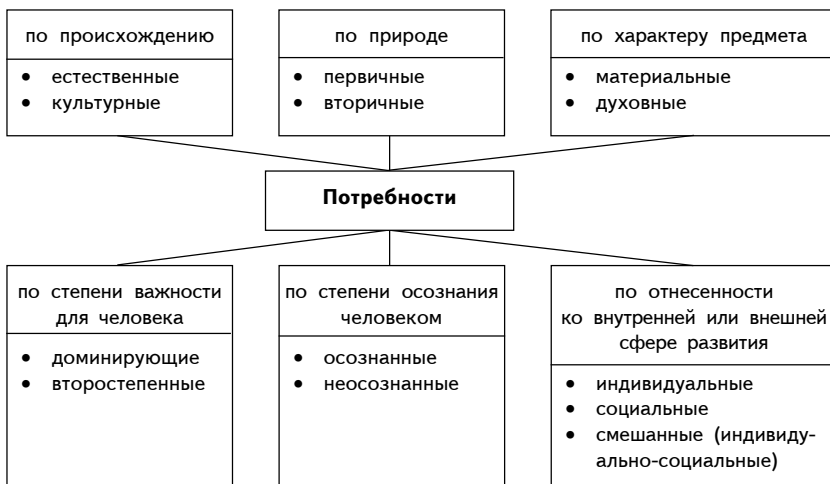 по происхождению
• естественные
• культурные
по природе
• первичные
• вторичные
по характеру предмета
• материальные
• духовные
Потребности
по степени важности
для человека
• доминирующие
• второстепенные
по степени осознания
человеком
• осознанные
• неосознанные
по отнесенности
ко внутренней или внешней
сфере развития
• индивидуальные
• социальные
• смешанные (индивиду-
ально-социальные)